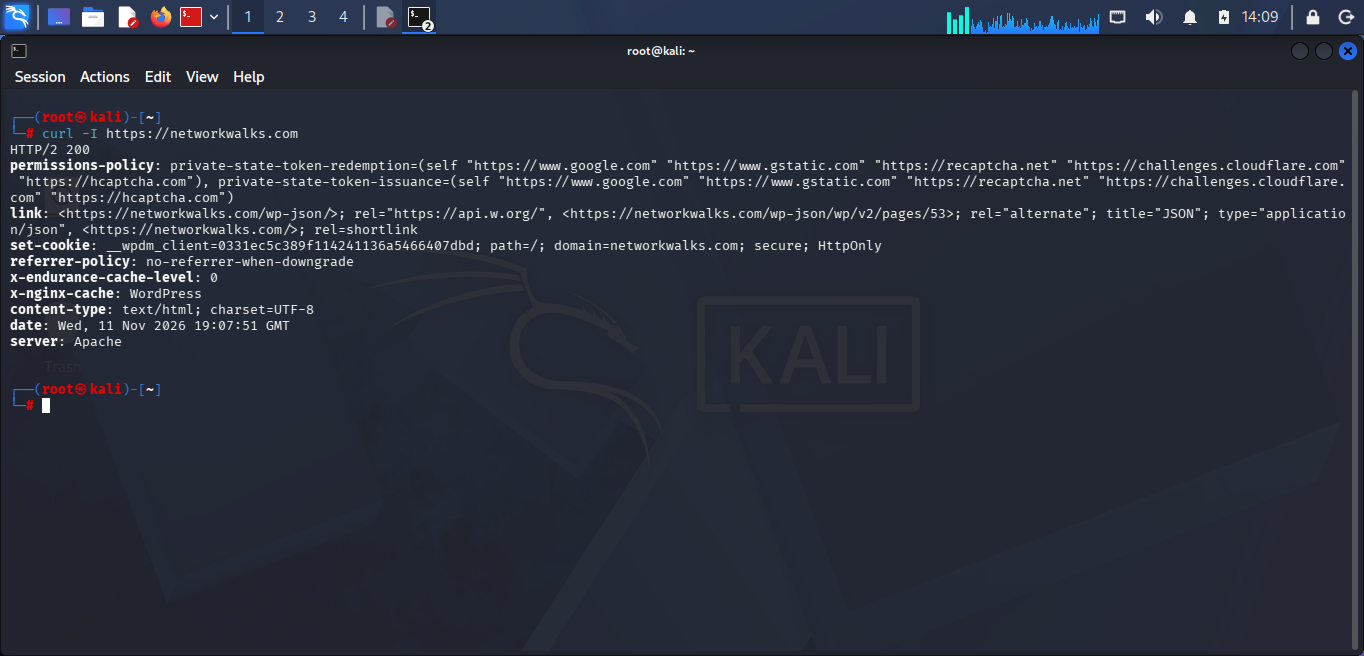 1 2 3 4 2 14:09
root@kali: ~
Session Actions Edit View Help
┌──(root㉿kali)-[~]
└─# curl -I https://networkwalks.com
HTTP/2 200
permissions-policy: private-state-token-redemption=(self "https://www.google.com" "https://www.gstatic.com" "https://recaptcha.net" "https://challenges.cloudflare.com"
"https://hcaptcha.com"), private-state-token-issuance=(self "https://www.google.com" "https://www.gstatic.com" "https://recaptcha.net" "https://challenges.cloudflare.
com" "https://hcaptcha.com")
link: <https://networkwalks.com/wp-json/>; rel="https://api.w.org/", <https://networkwalks.com/wp-json/wp/v2/pages/53>; rel="alternate"; title="JSON"; type="applicatio
n/json", <https://networkwalks.com/>; rel=shortlink
set-cookie: __wpdm_client=0331ec5c389f114241136a5466407dbd; path=/; domain=networkwalks.com; secure; HttpOnly
referrer-policy: no-referrer-when-downgrade
x-endurance-cache-level: 0
x-nginx-cache: WordPress
content-type: text/html; charset=UTF-8
date: Wed, 11 Nov 2026 19:07:51 GMT
server: Apache
Trash
KALI
┌──(root㉿kali)-[~]
└─#